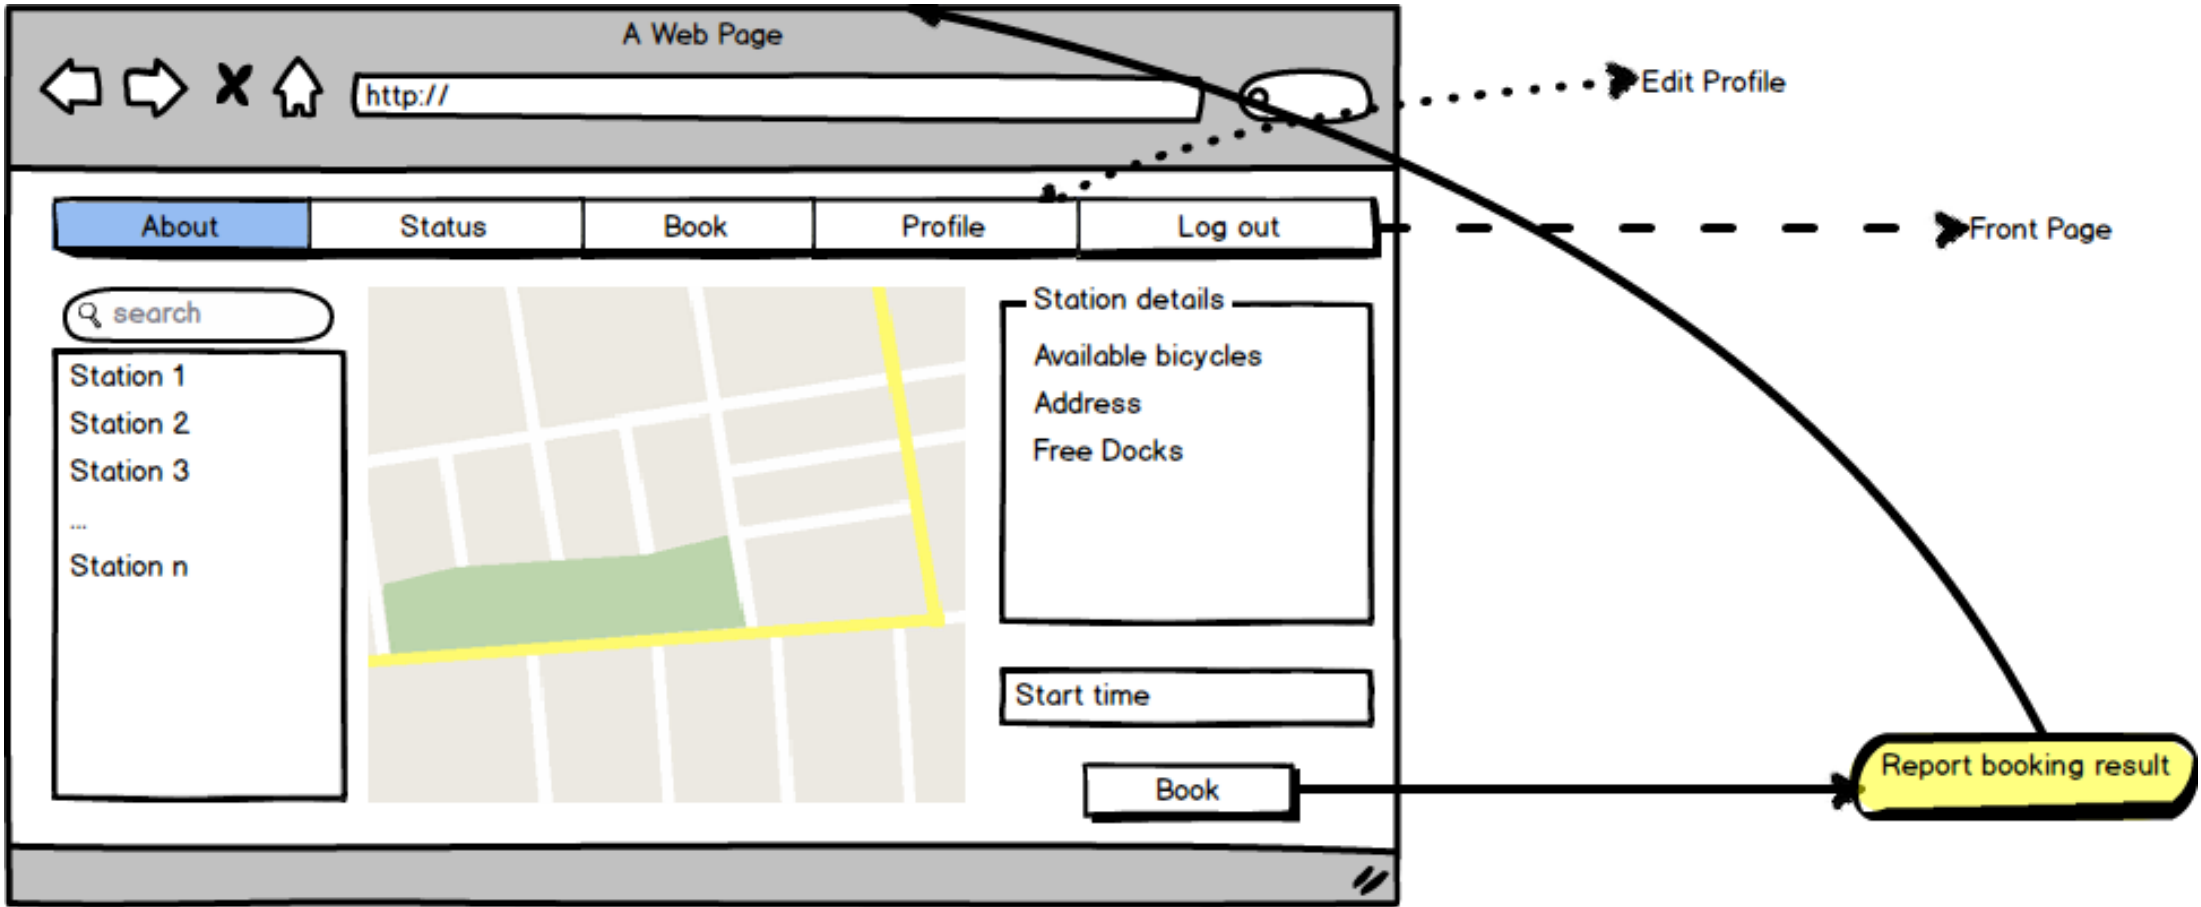 A Web Page
http://
Edit Profile
About Status Book Profile Log out
Front Page
search
Station 1
Station 2
Station 3
...
Station n
Station details
Available bicycles
Address
Free Docks
Start time
Book
Report booking result